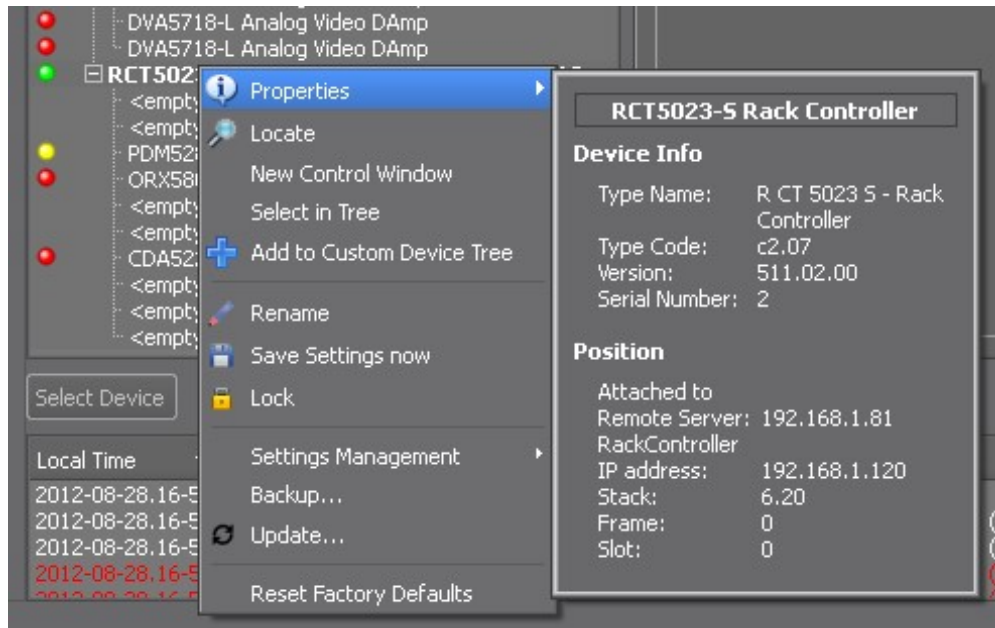 DVA5718-L Analog Video DAmp
DVA5718-L Analog Video DAmp
RCT502
<empty
<empty
PDM52
ORX58
<empty
<empty
CDA52
<empty
<empty
<empty
Select Device
Local Time
2012-08-28.16-5
2012-08-28.16-5
2012-08-28.16-5
2012-08-28.16-5
Properties
Locate
New Control Window
Select in Tree
Add to Custom Device Tree
Rename
Save Settings now
Lock
Settings Management
Backup...
Update...
Reset Factory Defaults
RCT5023-S Rack Controller
Device Info
Type Name: R CT 5023 S - Rack
Controller
Type Code: c2.07
Version: 511.02.00
Serial Number: 2
Position
Attached to
Remote Server: 192.168.1.81
RackController
IP address: 192.168.1.120
Stack: 6.20
Frame: 0
Slot: 0